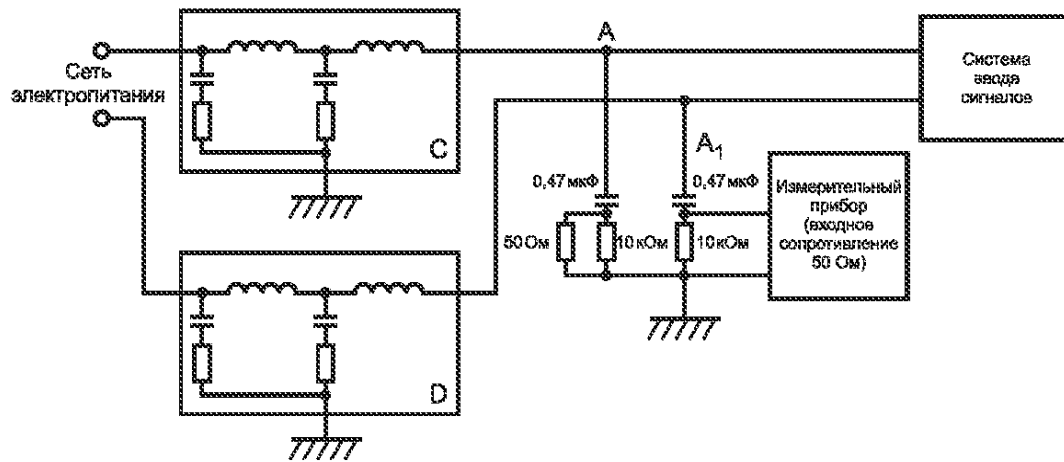 Сеть
электропитания
C
D
A
A₁
0,47 мкФ
0,47 мкФ
50 Ом
10 кОм
10 кОм
Система
ввода
сигналов
Измерительный
прибор
(входное
сопротивление
50 Ом)